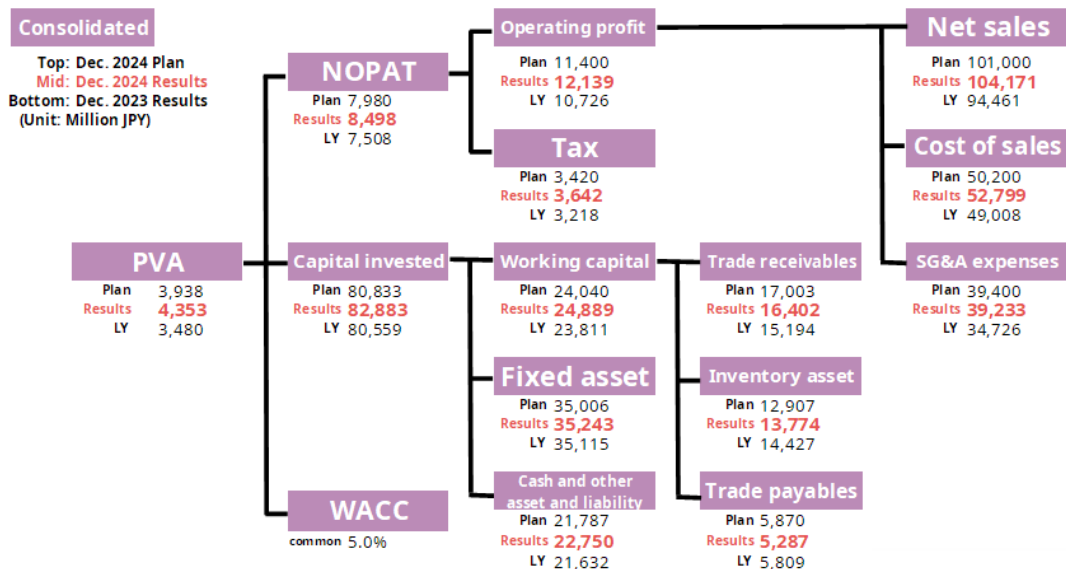 Consolidated
Top: Dec. 2024 Plan
Mid: Dec. 2024 Results
Bottom: Dec. 2023 Results
(Unit: Million JPY)
PVA
Plan 3,938
Results 4,353
LY 3,480
NOPAT
Plan 7,980
Results 8,498
LY 7,508
Capital invested
Plan 80,833
Results 82,883
LY 80,559
WACC
common 5.0%
Operating profit
Plan 11,400
Results 12,139
LY 10,726
Tax
Plan 3,420
Results 3,642
LY 3,218
Working capital
Plan 24,040
Results 24,889
LY 23,811
Fixed asset
Plan 35,006
Results 35,243
LY 35,115
Cash and other
asset and liability
Plan 21,787
Results 22,750
LY 21,632
Trade receivables
Plan 17,003
Results 16,402
LY 15,194
Inventory asset
Plan 12,907
Results 13,774
LY 14,427
Trade payables
Plan 5,870
Results 5,287
LY 5,809
Net sales
Plan 101,000
Results 104,171
LY 94,461
Cost of sales
Plan 50,200
Results 52,799
LY 49,008
SG&A expenses
Plan 39,400
Results 39,233
LY 34,726